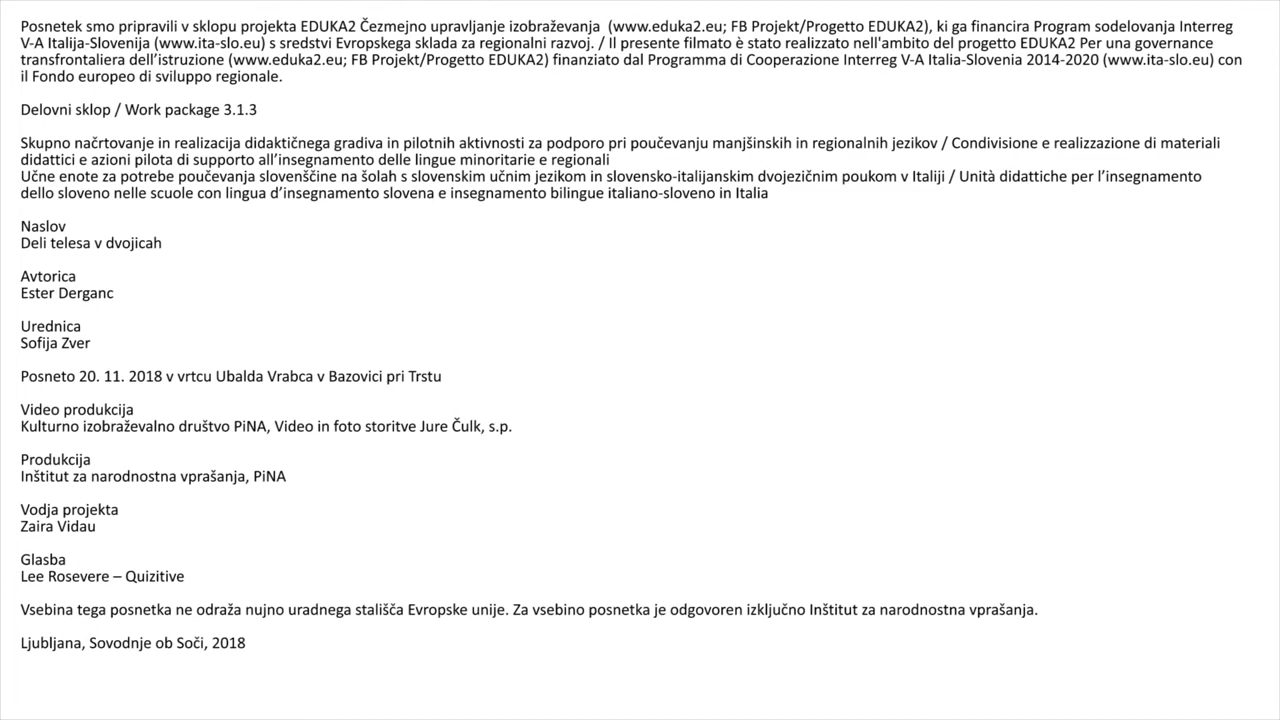 Posnetek smo pripravili v sklopu projekta EDUKA2 Čezmejno upravljanje izobraževanja  (www.eduka2.eu; FB Projekt/Progetto EDUKA2), ki ga financira Program sodelovanja Interreg
V-A Italija-Slovenija (www.ita-slo.eu) s sredstvi Evropskega sklada za regionalni razvoj. / Il presente filmato è stato realizzato nell'ambito del progetto EDUKA2 Per una governance
transfrontaliera dell’istruzione (www.eduka2.eu; FB Projekt/Progetto EDUKA2) finanziato dal Programma di Cooperazione Interreg V-A Italia-Slovenia 2014-2020 (www.ita-slo.eu) con
il Fondo europeo di sviluppo regionale.
Delovni sklop / Work package 3.1.3
Skupno načrtovanje in realizacija didaktičnega gradiva in pilotnih aktivnosti za podporo pri poučevanju manjšinskih in regionalnih jezikov / Condivisione e realizzazione di materiali
didattici e azioni pilota di supporto all’insegnamento delle lingue minoritarie e regionali
Učne enote za potrebe poučevanja slovenščine na šolah s slovenskim učnim jezikom in slovensko-italijanskim dvojezičnim poukom v Italiji / Unità didattiche per l’insegnamento
dello sloveno nelle scuole con lingua d’insegnamento slovena e insegnamento bilingue italiano-sloveno in Italia
Naslov
Deli telesa v dvojicah
Avtorica
Ester Derganc
Urednica
Sofija Zver
Posneto 20. 11. 2018 v vrtcu Ubalda Vrabca v Bazovici pri Trstu
Video produkcija
Kulturno izobraževalno društvo PiNA, Video in foto storitve Jure Čulk, s.p.
Produkcija
Inštitut za narodnostna vprašanja, PiNA
Vodja projekta
Zaira Vidau
Glasba
Lee Rosevere – Quizitive
Vsebina tega posnetka ne odraža nujno uradnega stališča Evropske unije. Za vsebino posnetka je odgovoren izključno Inštitut za narodnostna vprašanja.
Ljubljana, Sovodnje ob Soči, 2018